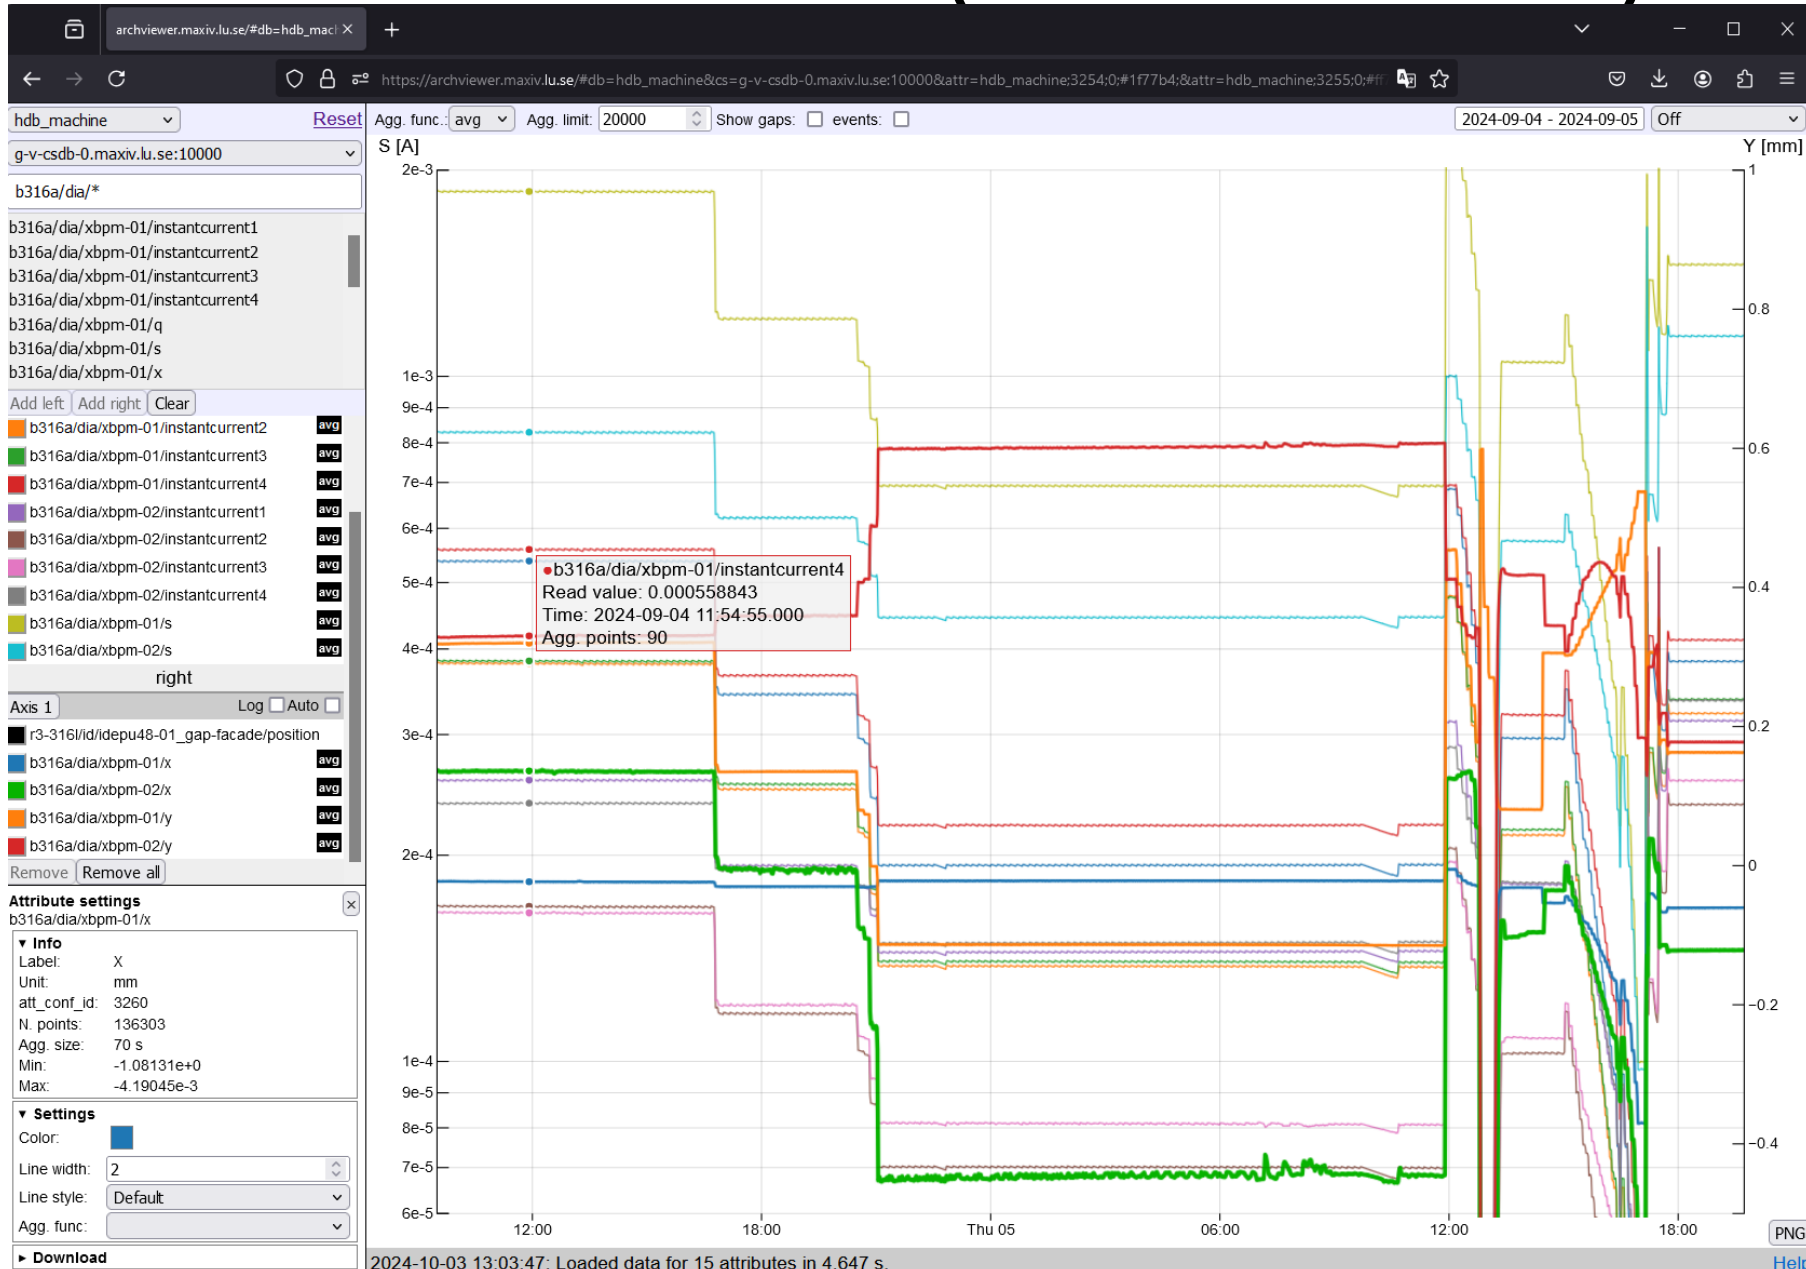 archviewer.maxiv.lu.se/#db=hdb_mach
https://archviewer.maxiv.lu.se/#db=hdb_machine&cs=g-v-csdb-0.maxiv.lu.se:10000&attr=hdb_machine;3254;0;#1f77b4;&attr=hdb_machine;3255;0;#ff
hdb_machine Reset
Agg. func.: avg Agg. limit: 20000 Show gaps: events: 2024-09-04 - 2024-09-05 Off
g-v-csdb-0.maxiv.lu.se:10000
b316a/dia/*
b316a/dia/xbpm-01/instantcurrent1
b316a/dia/xbpm-01/instantcurrent2
b316a/dia/xbpm-01/instantcurrent3
b316a/dia/xbpm-01/instantcurrent4
b316a/dia/xbpm-01/q
b316a/dia/xbpm-01/s
b316a/dia/xbpm-01/x
Add left Add right Clear
b316a/dia/xbpm-01/instantcurrent2 avg
b316a/dia/xbpm-01/instantcurrent3 avg
b316a/dia/xbpm-01/instantcurrent4 avg
b316a/dia/xbpm-02/instantcurrent1 avg
b316a/dia/xbpm-02/instantcurrent2 avg
b316a/dia/xbpm-02/instantcurrent3 avg
b316a/dia/xbpm-02/instantcurrent4 avg
b316a/dia/xbpm-01/s avg
b316a/dia/xbpm-02/s avg
right
Axis 1 Log Auto
r3-316l/id/idepu48-01_gap-facade/position
b316a/dia/xbpm-01/x avg
b316a/dia/xbpm-02/x avg
b316a/dia/xbpm-01/y avg
b316a/dia/xbpm-02/y avg
Remove Remove all
Attribute settings
b316a/dia/xbpm-01/x
Info
Label: X
Unit: mm
att_conf_id: 3260
N. points: 136303
Agg. size: 70 s
Min: -1.08131e+0
Max: -4.19045e-3
Settings
Color:
Line width: 2
Line style: Default
Agg. func:
Download
S [A]
2e-3
1e-3
9e-4
8e-4
7e-4
6e-4
5e-4
4e-4
3e-4
2e-4
1e-4
9e-5
8e-5
7e-5
6e-5
b316a/dia/xbpm-01/instantcurrent4
Read value: 0.000558843
Time: 2024-09-04 11:54:55.000
Agg. points: 90
Y [mm]
1
0.8
0.6
0.4
0.2
0
−0.2
−0.4
12:00 18:00 Thu 05 06:00 12:00 18:00
PNG
2024-10-03 13:03:47: Loaded data for 15 attributes in 4.647 s.
Help